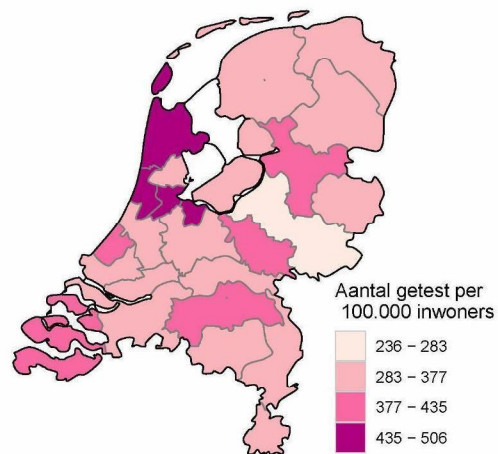 Aantal getest per
100.000 inwoners
236 – 283
283 – 377
377 – 435
435 – 506